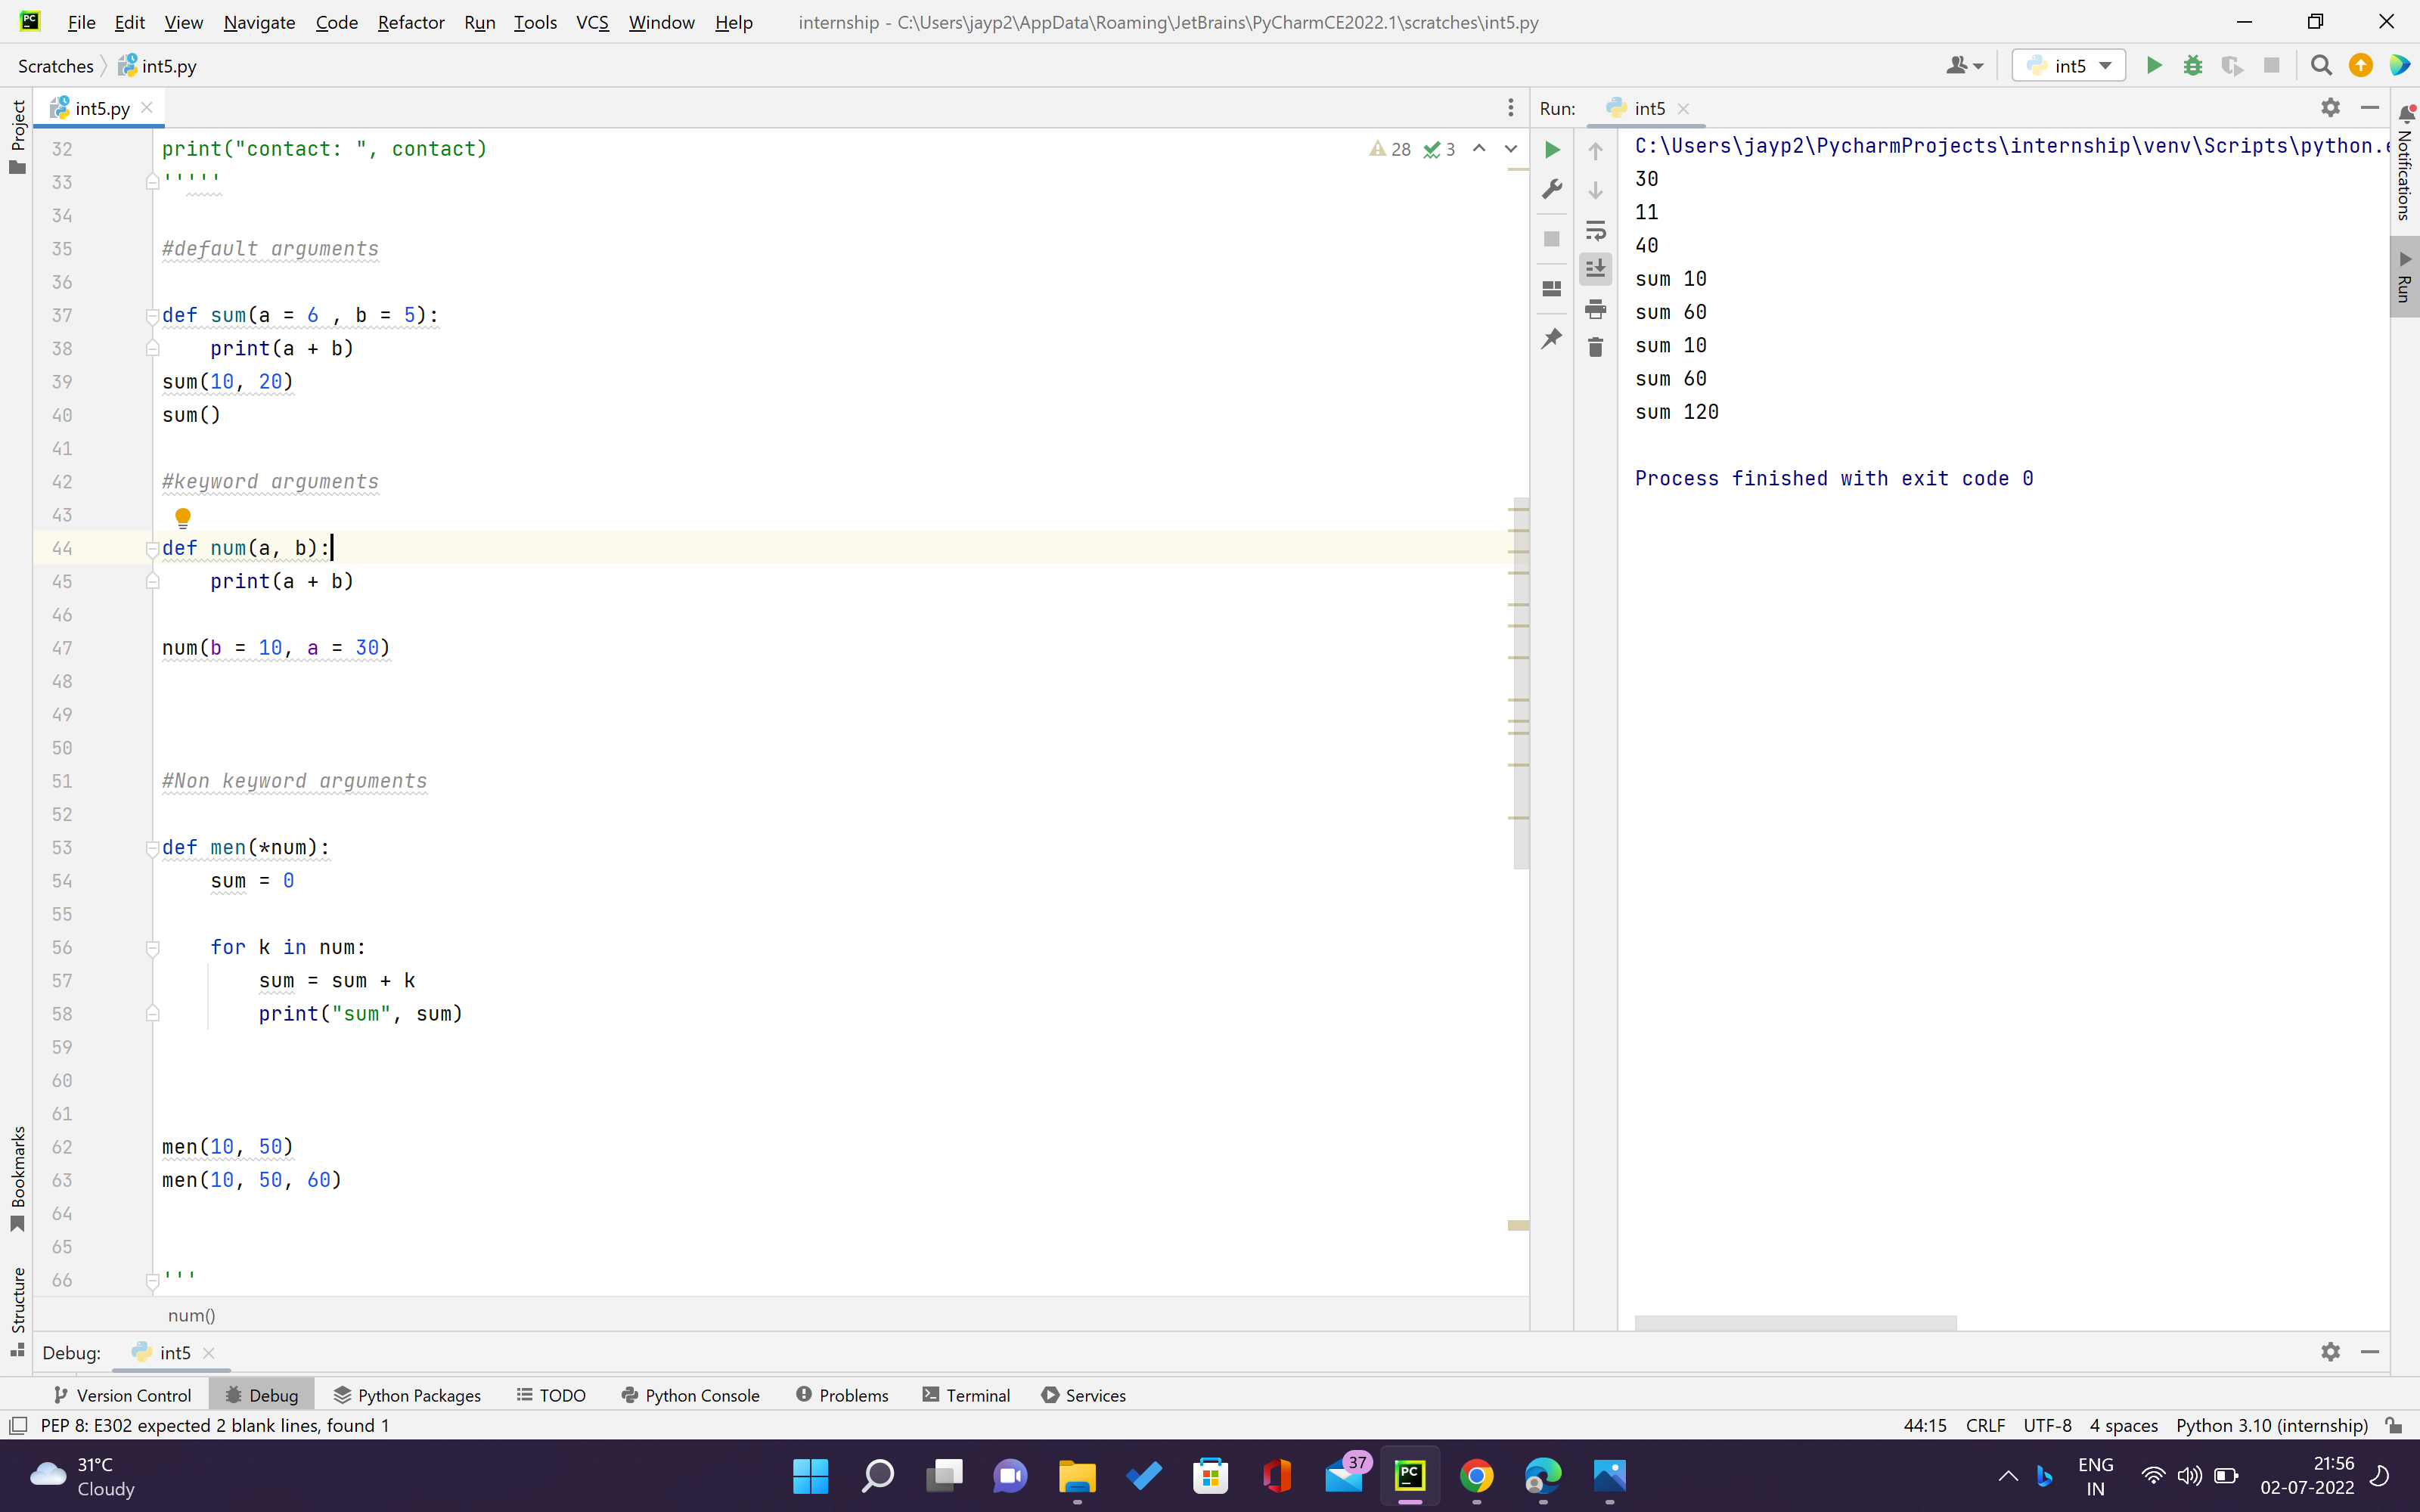 File Edit View Navigate Code Refactor Run Tools VCS Window Help internship - C:\Users\jayp2\AppData\Roaming\JetBrains\PyCharmCE2022.1\scratches\int5.py
Scratches int5.py int5
Project
int5.py
32 print("contact: ", contact)
33 '''''
34
35 #default arguments
36
37 def sum(a = 6 , b = 5):
38 print(a + b)
39 sum(10, 20)
40 sum()
41
42 #keyword arguments
43
44 def num(a, b):
45 print(a + b)
46
47 num(b = 10, a = 30)
48
49
50
51 #Non keyword arguments
52
53 def men(*num):
54 sum = 0
55
56 for k in num:
57 sum = sum + k
58 print("sum", sum)
59
60
61
62 men(10, 50)
63 men(10, 50, 60)
64
65
66 '''
28 3
num()
Run: int5
C:\Users\jayp2\PycharmProjects\internship\venv\Scripts\python.e
30
11
40
sum 10
sum 60
sum 10
sum 60
sum 120
Process finished with exit code 0
Notifications
Run
Bookmarks
Structure
Debug: int5
Version Control Debug Python Packages TODO Python Console Problems Terminal Services
PEP 8: E302 expected 2 blank lines, found 1 44:15 CRLF UTF-8 4 spaces Python 3.10 (internship)
31°C
Cloudy
37
PC
ENG
IN
21:56
02-07-2022